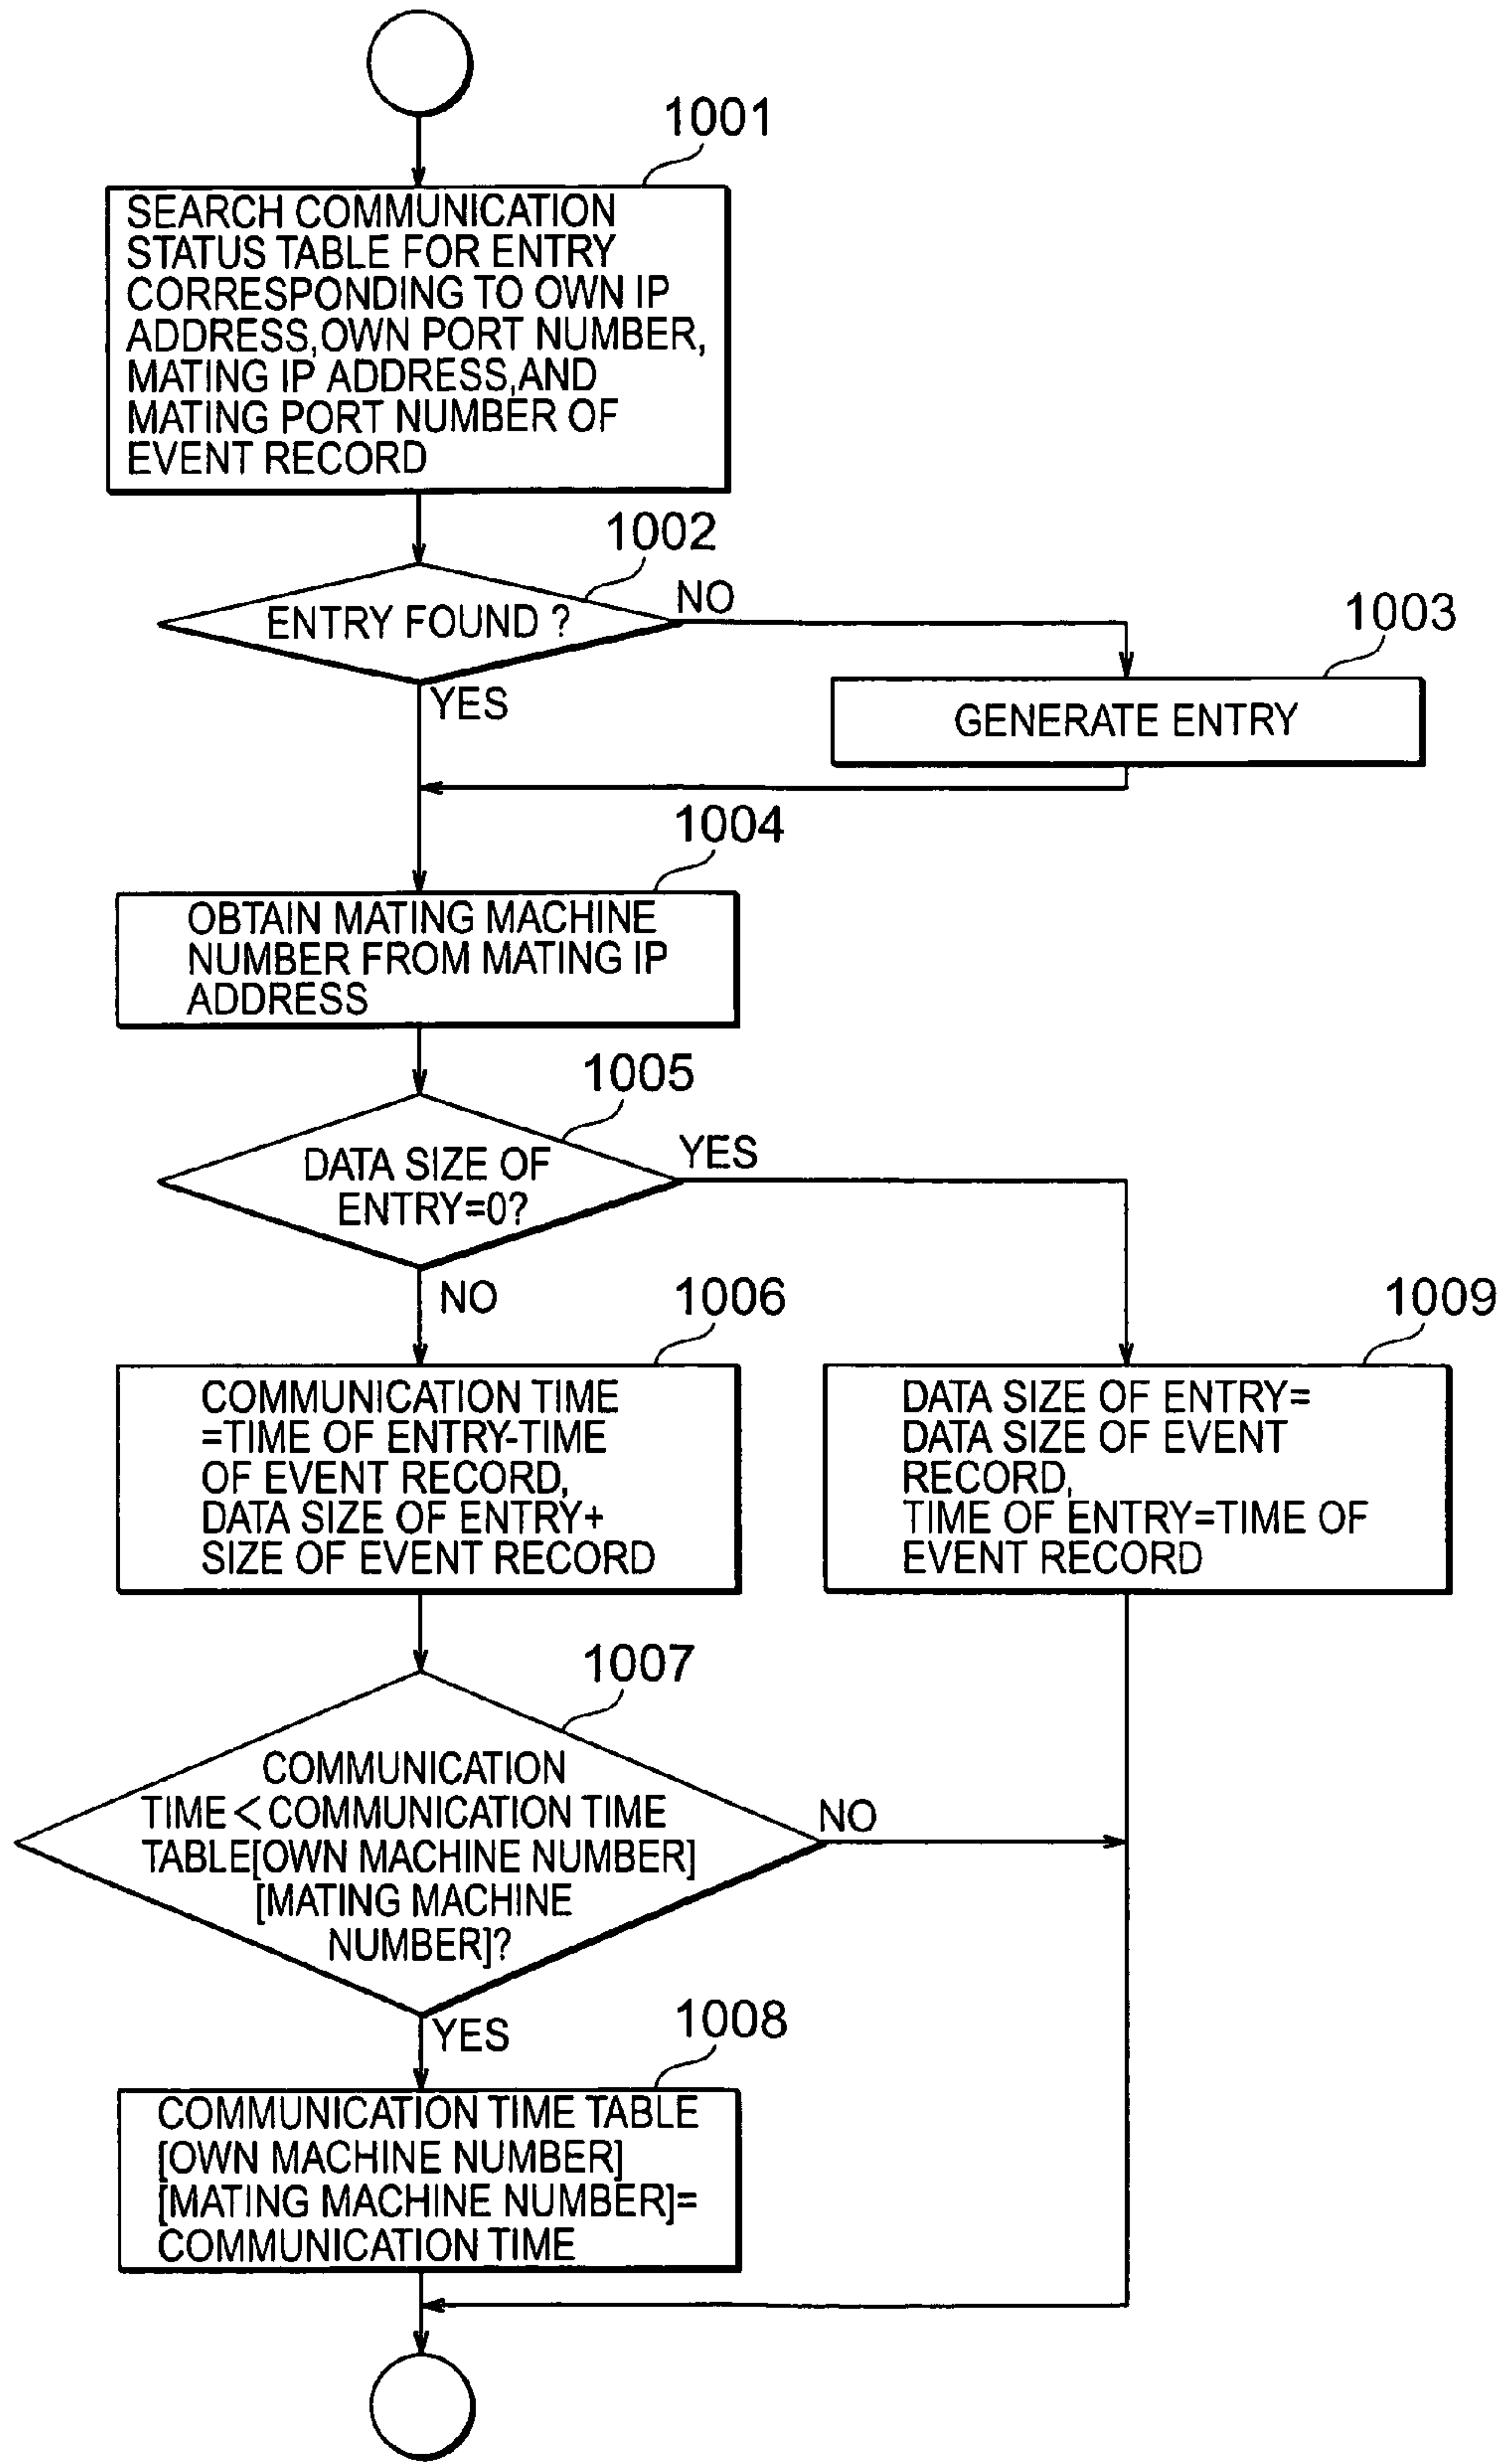 1001
SEARCH COMMUNICATION
STATUS TABLE FOR ENTRY
CORRESPONDING TO OWN IP
ADDRESS,OWN PORT NUMBER,
MATING IP ADDRESS,AND
MATING PORT NUMBER OF
EVENT RECORD
1002
ENTRY FOUND ?
NO
YES
1003
GENERATE ENTRY
1004
OBTAIN MATING MACHINE
NUMBER FROM MATING IP
ADDRESS
1005
DATA SIZE OF
ENTRY=0?
YES
NO
1006
COMMUNICATION TIME
=TIME OF ENTRY-TIME
OF EVENT RECORD,
DATA SIZE OF ENTRY+
SIZE OF EVENT RECORD
1009
DATA SIZE OF ENTRY=
DATA SIZE OF EVENT
RECORD,
TIME OF ENTRY=TIME OF
EVENT RECORD
1007
COMMUNICATION
TIME<COMMUNICATION TIME
TABLE[OWN MACHINE NUMBER]
[MATING MACHINE
NUMBER]?
NO
YES
1008
COMMUNICATION TIME TABLE
[OWN MACHINE NUMBER]
[MATING MACHINE NUMBER]=
COMMUNICATION TIME